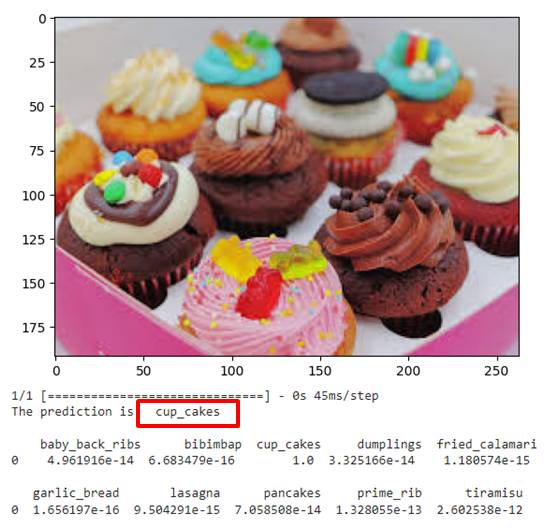 0
25
50
75
100
125
150
175
0 50 100 150 200 250
1/1 [==============================] - 0s 45ms/step
The prediction is cup_cakes
baby_back_ribs bibimbap cup_cakes dumplings fried_calamari
0 4.961916e-14 6.683479e-16 1.0 3.325166e-14 1.180574e-15
garlic_bread lasagna pancakes prime_rib tiramisu
0 1.656197e-16 9.504291e-15 7.058508e-14 1.328055e-13 2.602538e-12